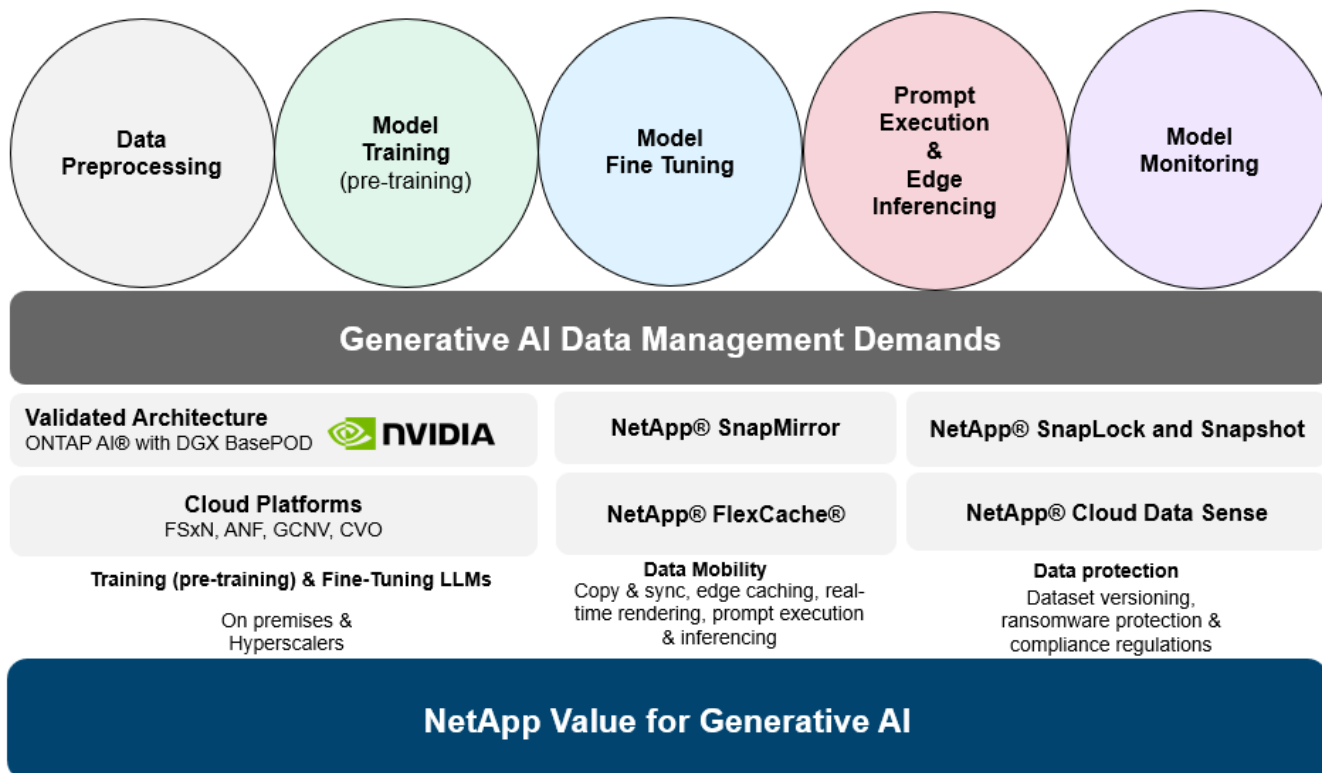 Data
Preprocessing
Model
Training
(pre-training)
Model
Fine Tuning
Prompt
Execution
&
Edge
Inferencing
Model
Monitoring
Generative AI Data Management Demands
Validated Architecture
ONTAP AI® with DGX BasePOD
NVIDIA
NetApp® SnapMirror
NetApp® SnapLock and Snapshot
Cloud Platforms
FSxN, ANF, GCNV, CVO
NetApp® FlexCache®
NetApp® Cloud Data Sense
Training (pre-training) & Fine-Tuning LLMs
On premises &
Hyperscalers
Data Mobility
Copy & sync, edge caching, real-
time rendering, prompt execution
& inferencing
Data protection
Dataset versioning,
ransomware protection &
compliance regulations
NetApp Value for Generative AI